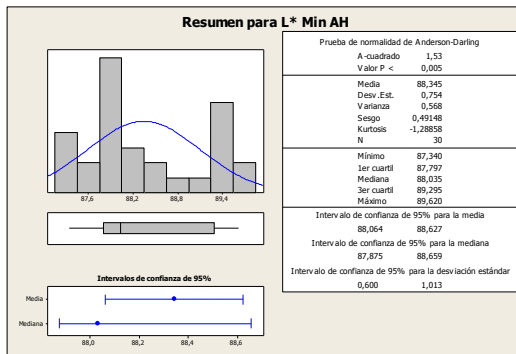 Resumen para L* Min AH
87,6 88,2 88,8 89,4
Intervalos de confianza de 95%
Media
Mediana
88,0 88,2 88,4 88,6
Prueba de normalidad de Anderson-Darling
A-cuadrado 1,53
Valor P < 0,005
Media 88,345
Desv.Est. 0,754
Varianza 0,568
Sesgo 0,49148
Kurtosis -1,28858
N 30
Mínimo 87,340
1er cuartil 87,797
Mediana 88,035
3er cuartil 89,295
Máximo 89,620
Intervalo de confianza de 95% para la media
88,064 88,627
Intervalo de confianza de 95% para la mediana
87,875 88,659
Intervalo de confianza de 95% para la desviación estándar
0,600 1,013